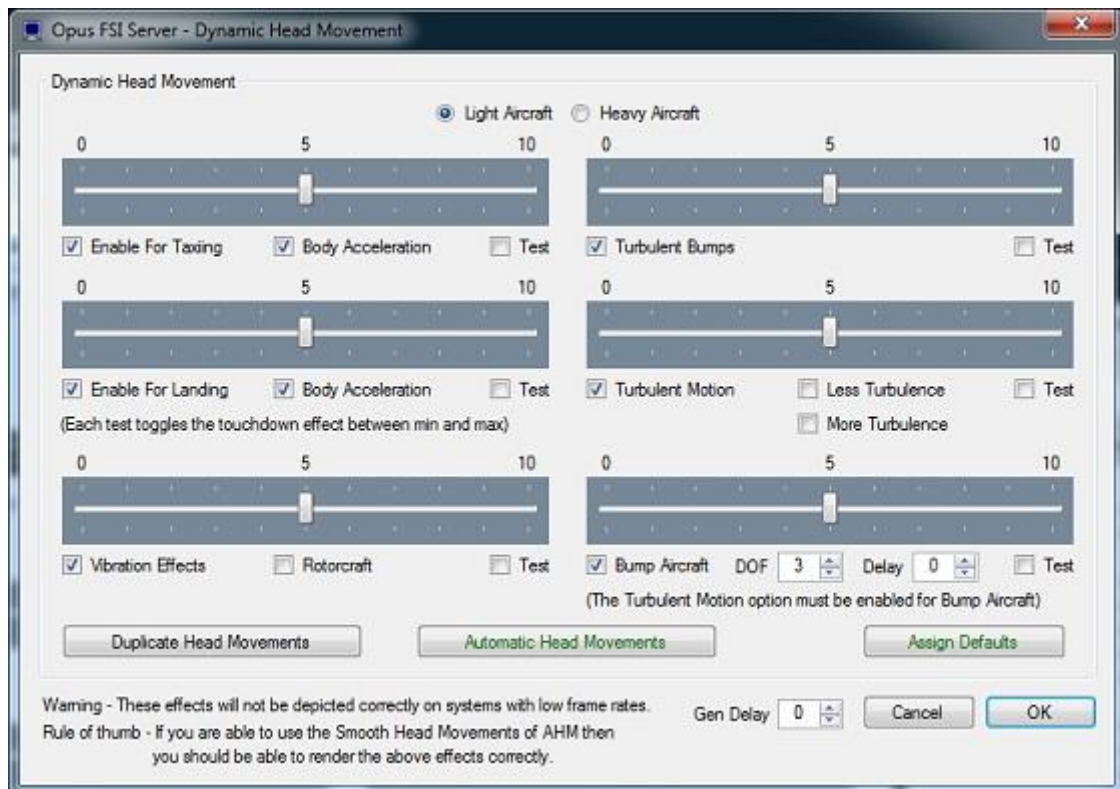 Opus FSI Server - Dynamic Head Movement
Dynamic Head Movement
Light Aircraft Heavy Aircraft
0 5 10 0 5 10
Enable For Taxiing Body Acceleration Test Turbulent Bumps Test
0 5 10 0 5 10
Enable For Landing Body Acceleration Test Turbulent Motion Less Turbulence Test
(Each test toggles the touchdown effect between min and max) More Turbulence
0 5 10 0 5 10
Vibration Effects Rotorcraft Test Bump Aircraft DOF 3 Delay 0 Test
(The Turbulent Motion option must be enabled for Bump Aircraft)
Duplicate Head Movements Automatic Head Movements Assign Defaults
Warning - These effects will not be depicted correctly on systems with low frame rates.
Gen Delay 0 Cancel OK
Rule of thumb - If you are able to use the Smooth Head Movements of AHM then
you should be able to render the above effects correctly.